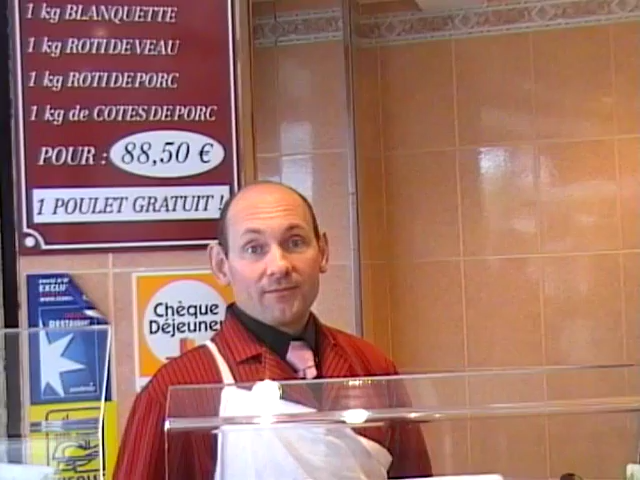 1 kg BLANQUETTE
1 kg ROTI DE VEAU
1 kg ROTI DE PORC
1 kg de COTES DE PORC
POUR : 88,50 €
1 POULET GRATUIT !
EXCLU
Chèque
Déjeuner